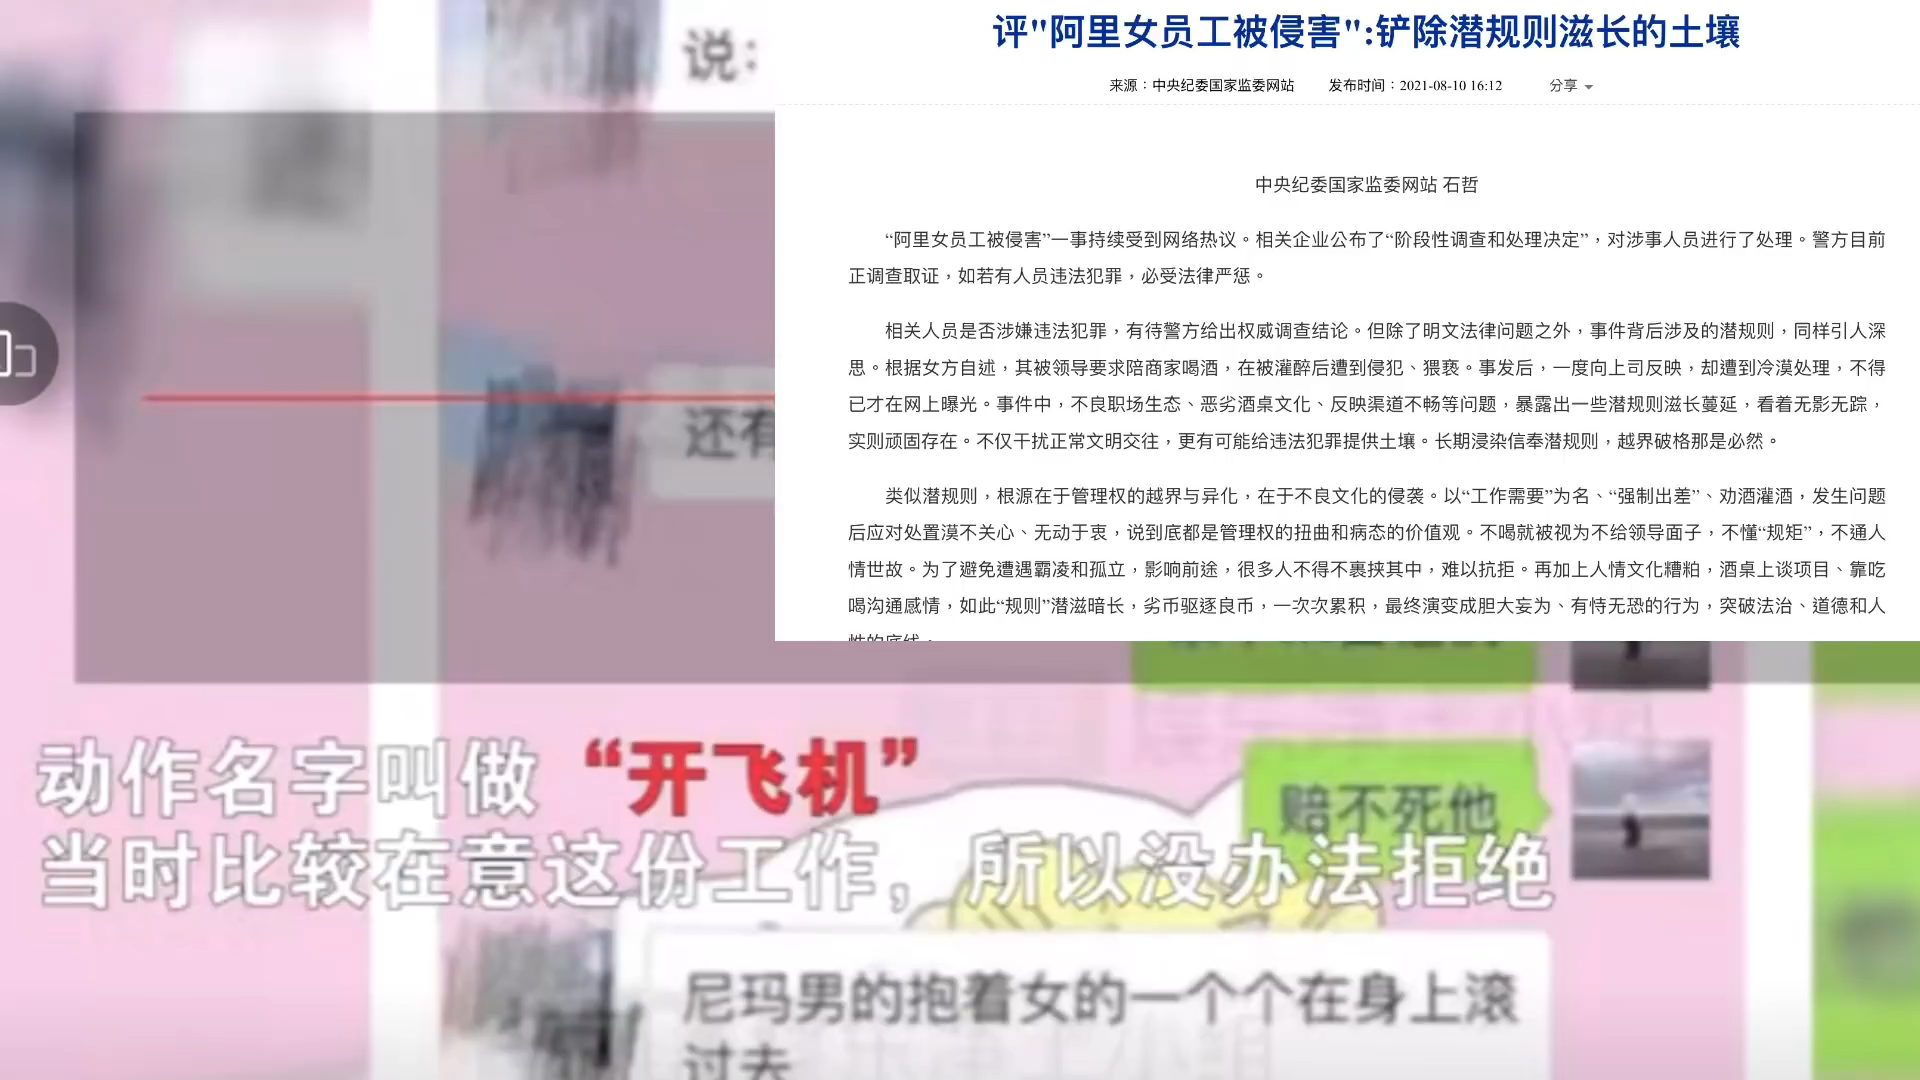 说:
评"阿里女员工被侵害":铲除潜规则滋长的土壤
来源：中央纪委国家监委网站 发布时间：2021-08-10 16:12 分享
中央纪委国家监委网站 石哲
“阿里女员工被侵害”一事持续受到网络热议。相关企业公布了“阶段性调查和处理决定”，对涉事人员进行了处理。警方目前
正调查取证，如若有人员违法犯罪，必受法律严惩。
相关人员是否涉嫌违法犯罪，有待警方给出权威调查结论。但除了明文法律问题之外，事件背后涉及的潜规则，同样引人深
思。根据女方自述，其被领导要求陪商家喝酒，在被灌醉后遭到侵犯、猥亵。事发后，一度向上司反映，却遭到冷漠处理，不得
已才在网上曝光。事件中，不良职场生态、恶劣酒桌文化、反映渠道不畅等问题，暴露出一些潜规则滋长蔓延，看着无影无踪，
实则顽固存在。不仅干扰正常文明交往，更有可能给违法犯罪提供土壤。长期浸染信奉潜规则，越界破格那是必然。
类似潜规则，根源在于管理权的越界与异化，在于不良文化的侵袭。以“工作需要”为名、“强制出差”、劝酒灌酒，发生问题
后应对处置漠不关心、无动于衷，说到底都是管理权的扭曲和病态的价值观。不喝就被视为不给领导面子，不懂“规矩”，不通人
情世故。为了避免遭遇霸凌和孤立，影响前途，很多人不得不裹挟其中，难以抗拒。再加上人情文化糟粕，酒桌上谈项目、靠吃
喝沟通感情，如此“规则”潜滋暗长，劣币驱逐良币，一次次累积，最终演变成胆大妄为、有恃无恐的行为，突破法治、道德和人
性的底线。
还有
动作名字叫做“开飞机”
赔不死他
当时比较在意这份工作，所以没办法拒绝
尼玛男的抱着女的一个个在身上滚
过去